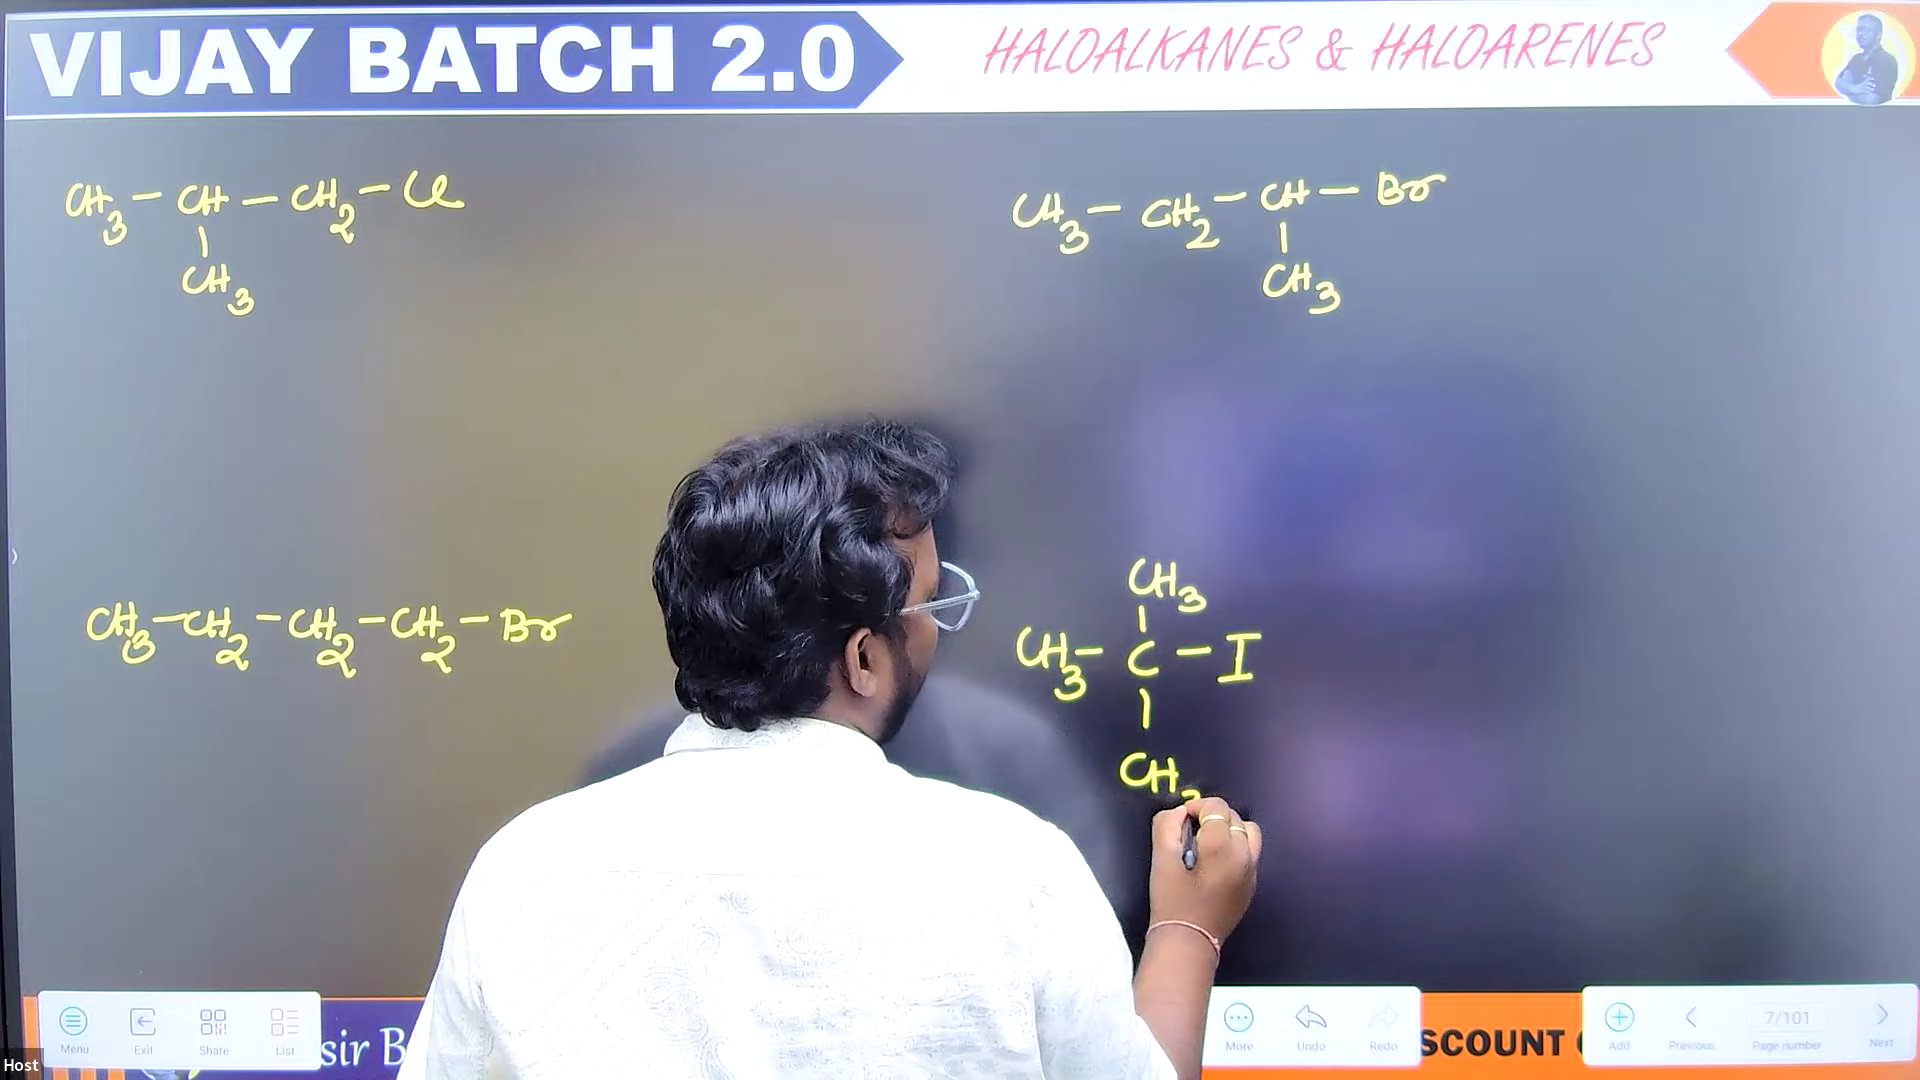 VIJAY BATCH 2.0
HALOALKANES & HALOARENES
CH3 - CH - CH2 - Cl
|
CH3
CH3 - CH2 - CH - Br
|
CH3
CH3 - CH2 - CH2 - CH2 - Br
CH3
|
CH3 - C - I
|
CH3
Menu Exit Share List
sir B
More Undo Redo
SCOUNT
Add Previous 7/101 Page number Next
Host